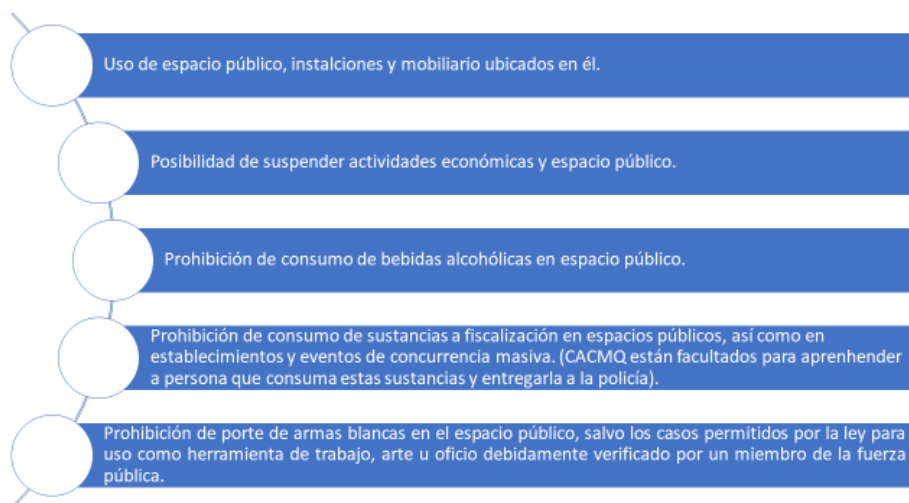 Uso de espacio público, instalciones y mobiliario ubicados en él.
Posibilidad de suspender actividades económicas y espacio público.
Prohibición de consumo de bebidas alcohólicas en espacio público.
Prohibición de consumo de sustancias a fiscalización en espacios públicos, así como en
establecimientos y eventos de concurrencia masiva. (CACMQ están facultados para aprenhender
a persona que consuma estas sustancias y entregarla a la policía).
Prohibición de porte de armas blancas en el espacio público, salvo los casos permitidos por la ley para
uso como herramienta de trabajo, arte u oficio debidamente verificado por un miembro de la fuerza
pública.